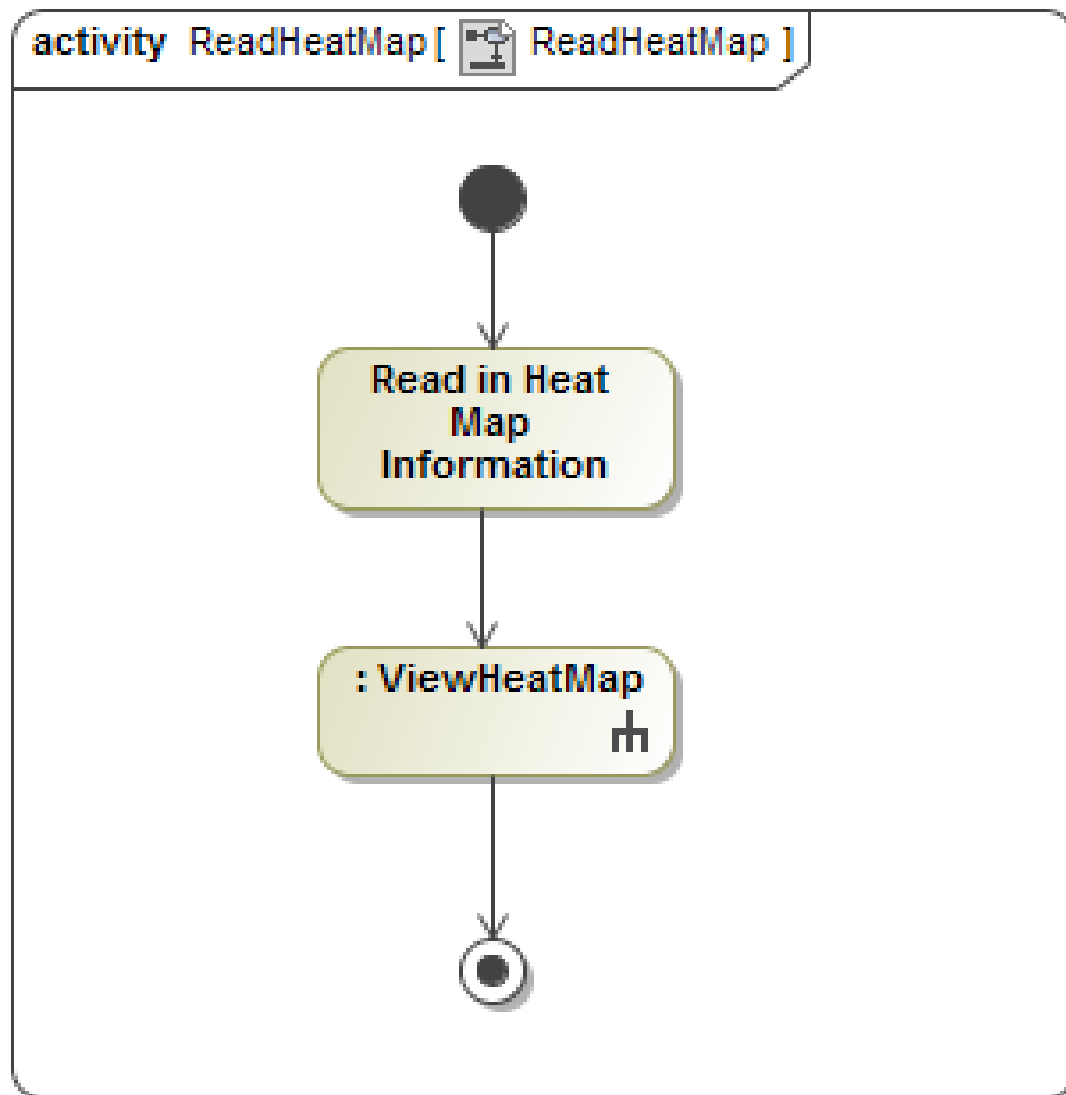 activity ReadHeatMap [ ReadHeatMap ]
Read in Heat
Map
Information
: ViewHeatMap